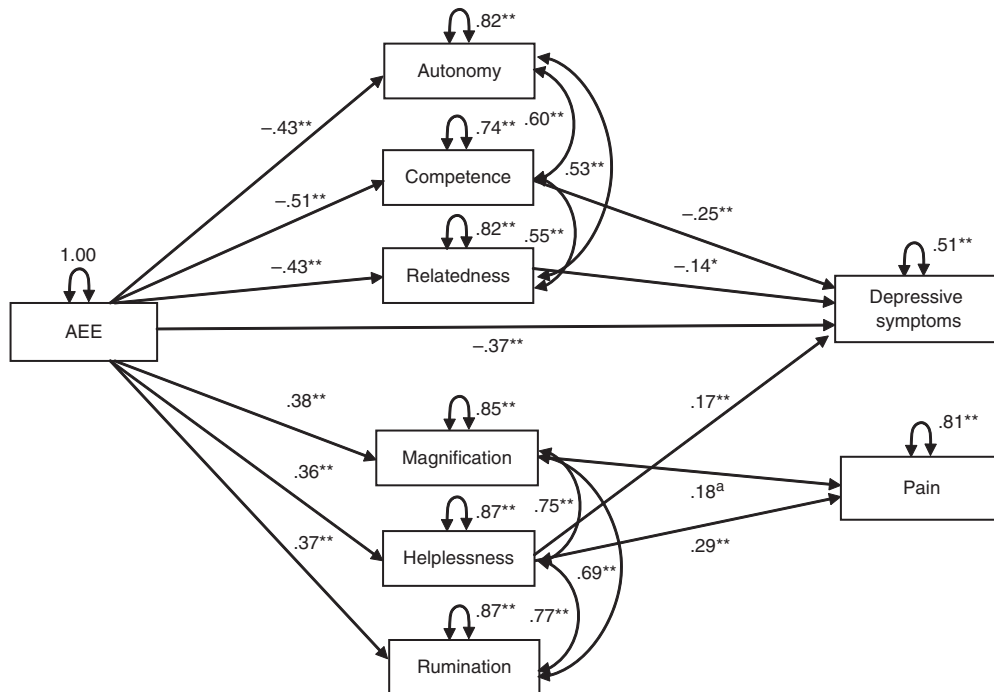 .82**
Autonomy
–.43**
.60**
.74**
.53**
Competence
–.51**
–.25**
.82**
.55**
.51**
1.00
–.43**
Relatedness
–.14*
Depressive
symptoms
AEE
–.37**
.38**
.85**
.17**
.81**
Magnification
.36**
.18a
Pain
.87**
.75**
.37**
Helplessness
.29**
.69**
.87**
.77**
Rumination